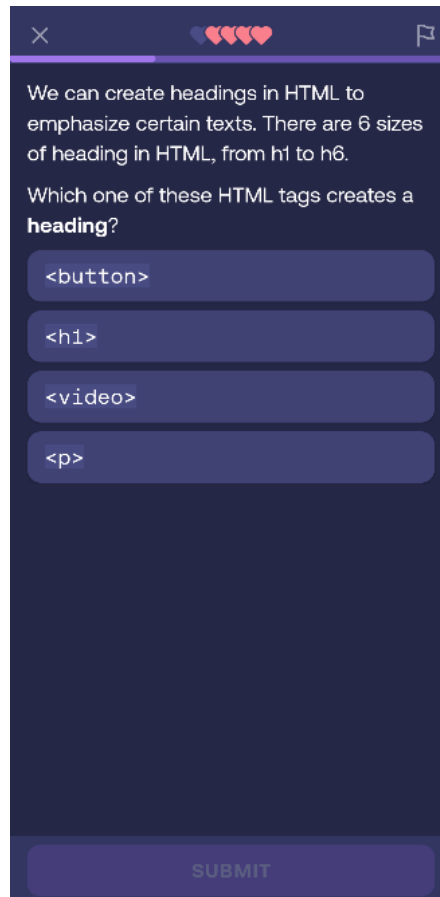 We can create headings in HTML to
emphasize certain texts. There are 6 sizes
of heading in HTML, from h1 to h6.
Which one of these HTML tags creates a
heading?
<button>
<h1>
<video>
<p>
SUBMIT